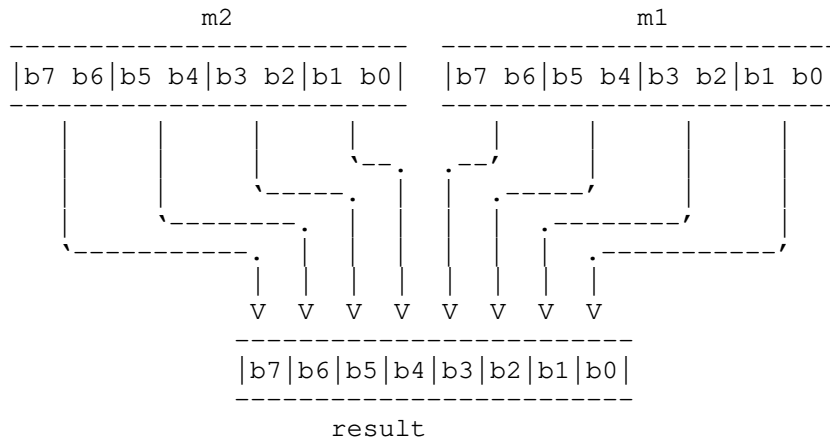 m2 m1
|b7 b6|b5 b4|b3 b2|b1 b0| |b7 b6|b5 b4|b3 b2|b1 b0
V V V V V V V V
|b7|b6|b5|b4|b3|b2|b1|b0|
result